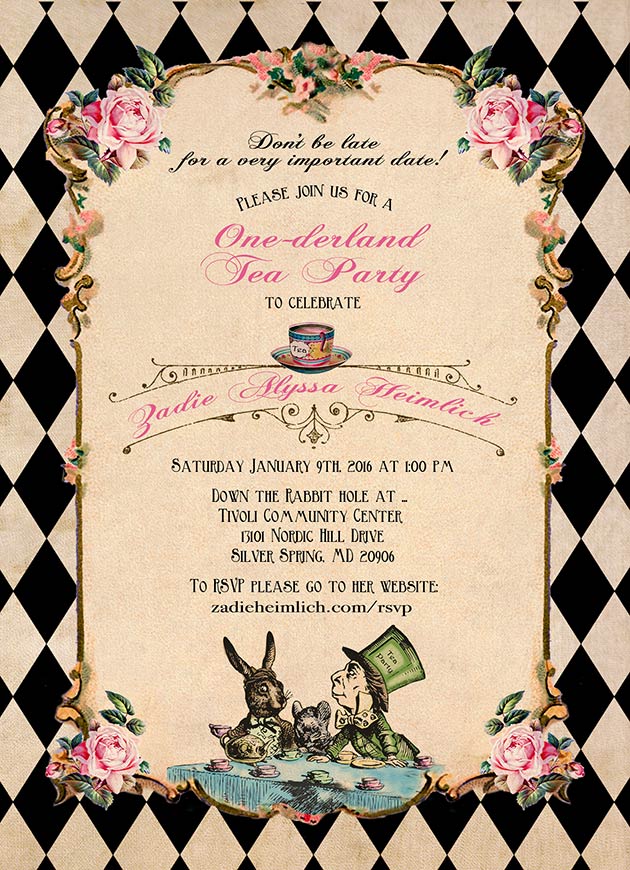 Don't be late
for a very important date!
Please join us for a
One-derland
Tea Party
to celebrate
Tea
Zadie Alyssa Heimlich
Saturday January 9th, 2016 at 1:00 pm
Down the Rabbit hole at ...
Tivoli Community Center
13101 Nordic Hill Drive
Silver Spring, MD 20906
To RSVP please go to her website:
zadieheimlich.com/rsvp
Tea
Party